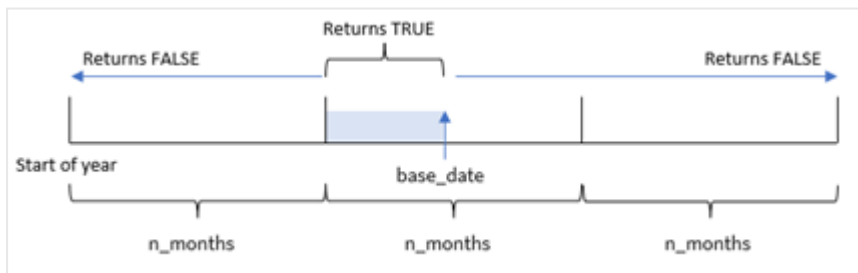 Returns TRUE
Returns FALSE
Returns FALSE
Start of year
base_date
n_months
n_months
n_months